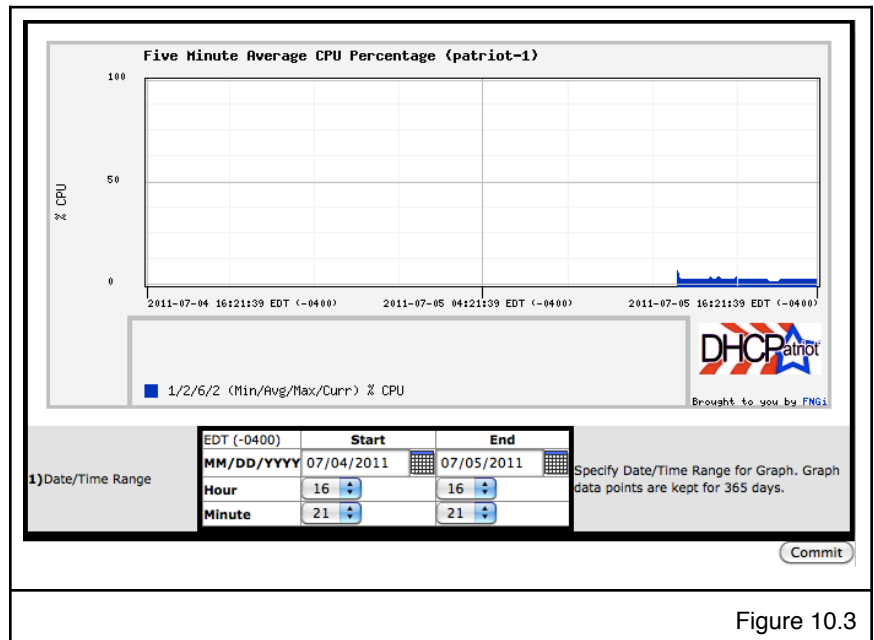 Five Minute Average CPU Percentage (patriot-1)
100
50
0
% CPU
2011-07-04 16:21:39 EDT (-0400)
2011-07-05 04:21:39 EDT (-0400)
2011-07-05 16:21:39 EDT (-0400)
1/2/6/2 (Min/Avg/Max/Curr) % CPU
DHCPatriot
Brought to you by FNGi
1)Date/Time Range
EDT (-0400) Start End
MM/DD/YYYY 07/04/2011 07/05/2011
Hour 16 16
Minute 21 21
Specify Date/Time Range for Graph. Graph
data points are kept for 365 days.
Commit
Figure 10.3